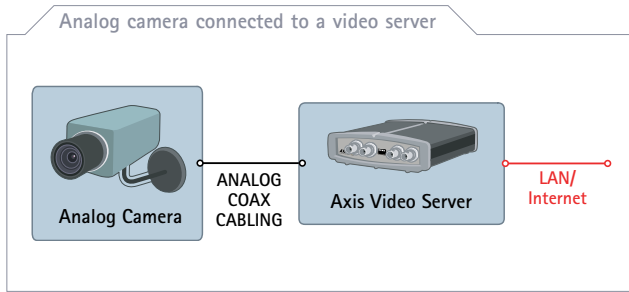 Analog camera connected to a video server
Analog Camera
ANALOG
COAX
CABLING
Axis Video Server
LAN/
Internet